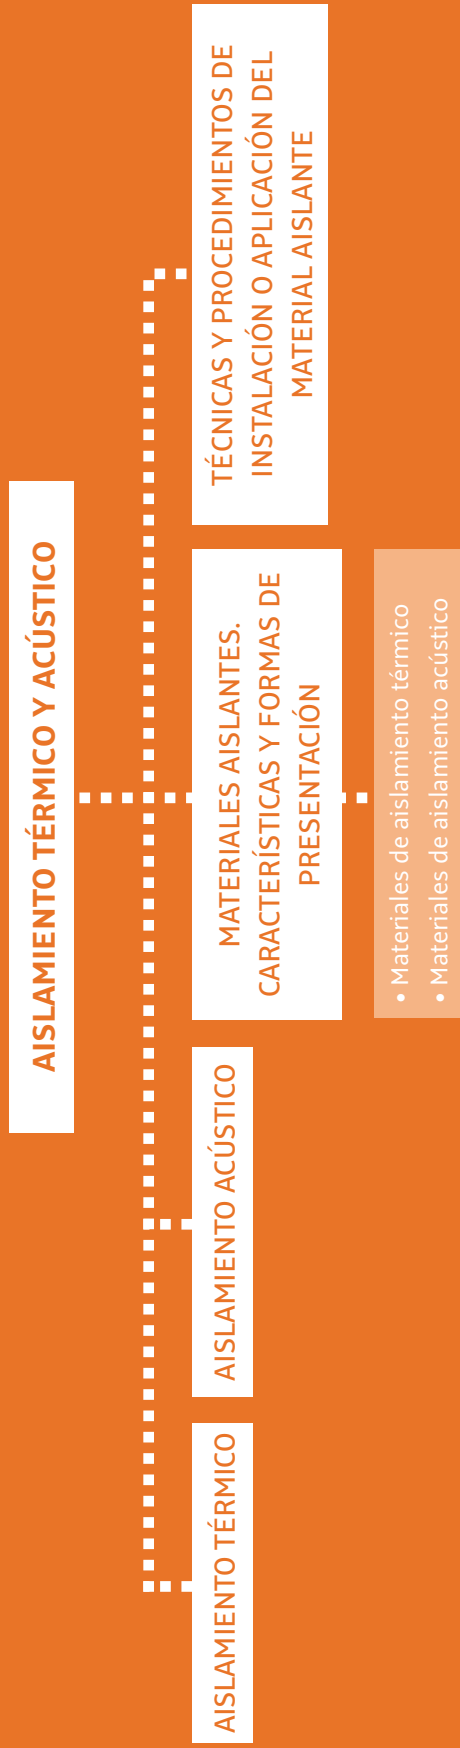 AISLAMIENTO TÉRMICO Y ACÚSTICO
AISLAMIENTO TÉRMICO
AISLAMIENTO ACÚSTICO
MATERIALES AISLANTES.
CARACTERÍSTICAS Y FORMAS DE
PRESENTACIÓN
• Materiales de aislamiento térmico
• Materiales de aislamiento acústico
TÉCNICAS Y PROCEDIMIENTOS DE
INSTALACIÓN O APLICACIÓN DEL
MATERIAL AISLANTE